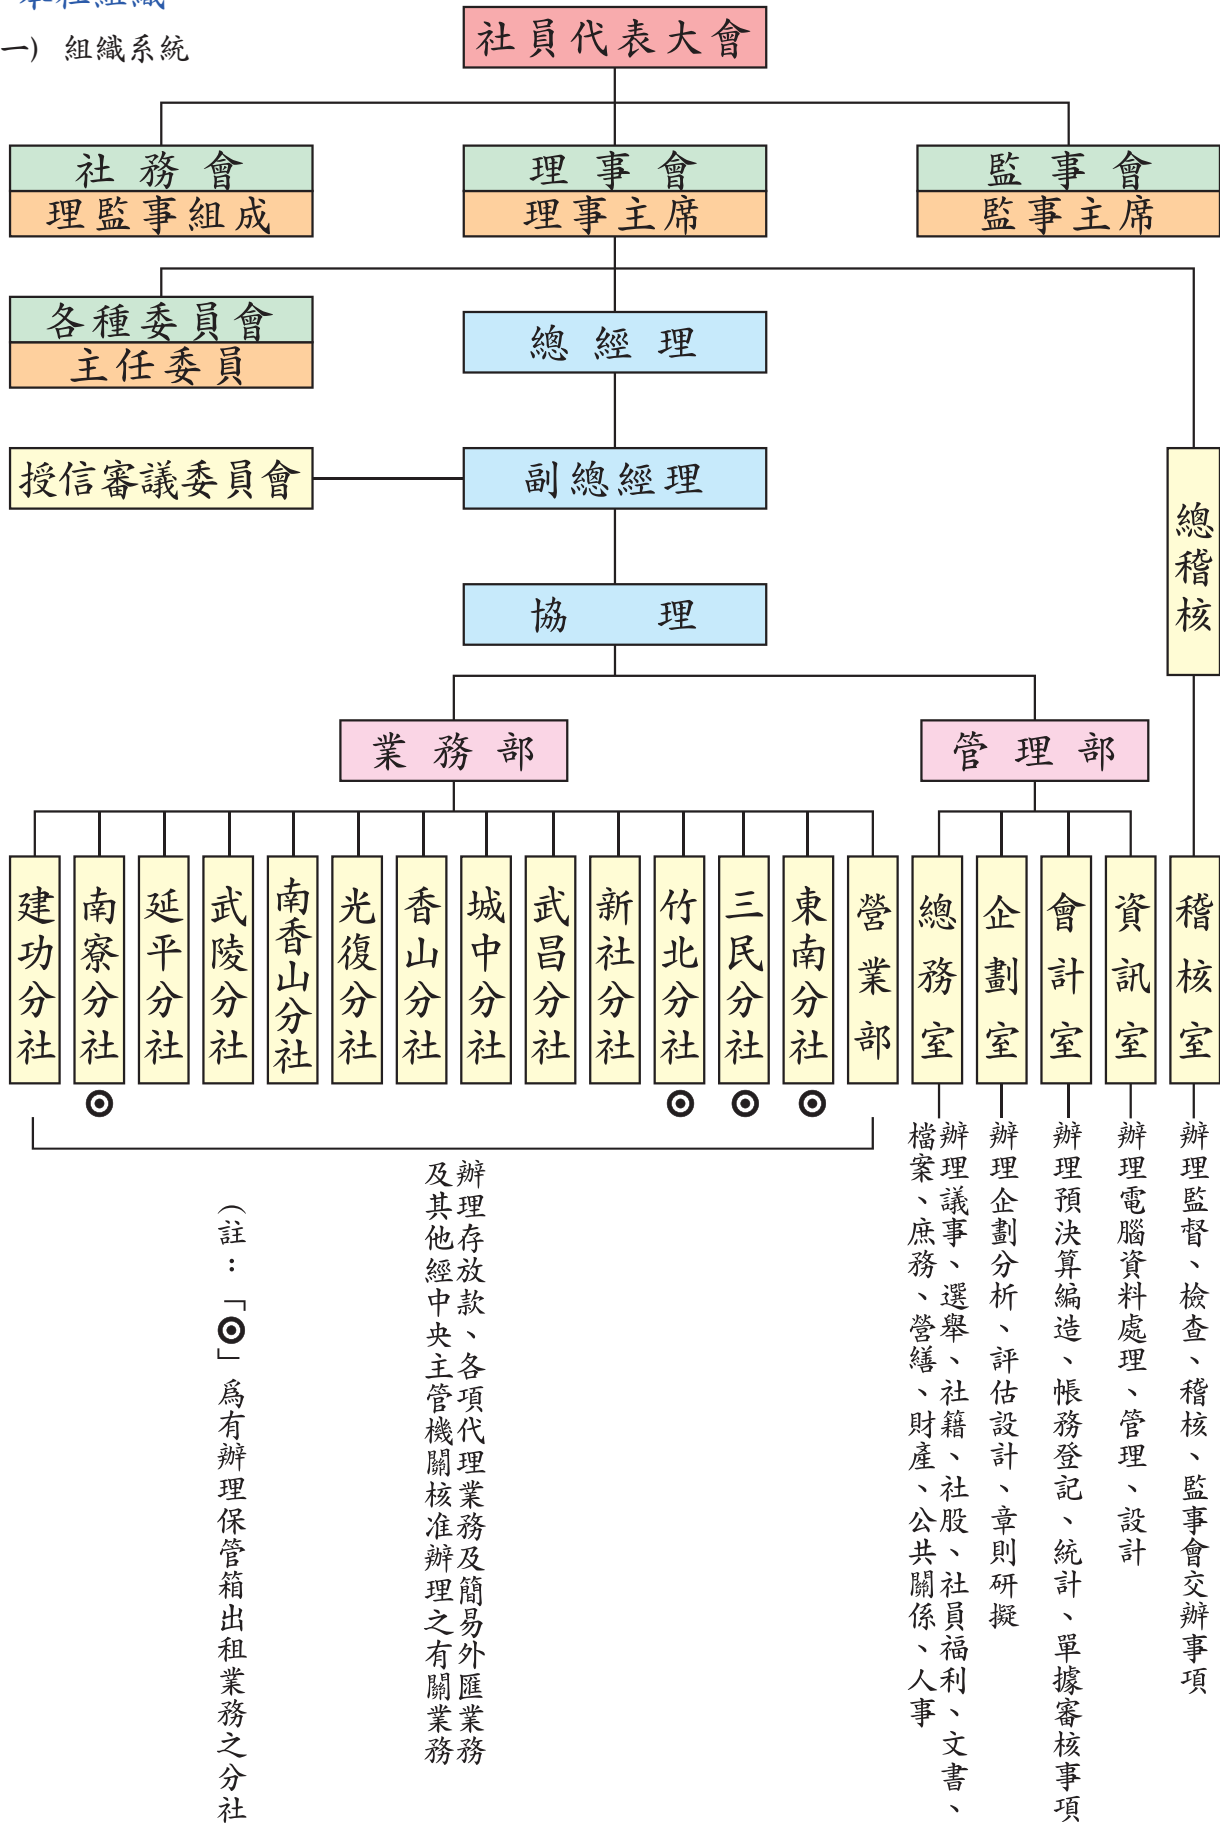 本社組織
一) 組織系統
社員代表大會
社務會
理監事組成
理事會
理事主席
監事會
監事主席
各種委員會
主任委員
總經理
授信審議委員會
副總經理
總稽核
協理
業務部
管理部
建功分社
南寮分社
◎
延平分社
武陵分社
南香山分社
光復分社
香山分社
城中分社
武昌分社
新社分社
竹北分社
◎
三民分社
◎
東南分社
◎
營業部
總務室
企劃室
會計室
資訊室
稽核室
辦理存放款、各項代理業務及簡易外匯業務
及其他經中央主管機關核准辦理之有關業務
(註：「◎」為有辦理保管箱出租業務之分社
辦理議事、選舉、社籍、社股、社員福利、文書、
檔案、庶務、營繕、財產、公共關係、人事
辦理企劃分析、評估設計、章則研擬
辦理預決算編造、帳務登記、統計、單據審核事項
辦理電腦資料處理、管理、設計
辦理監督、檢查、稽核、監事會交辦事項